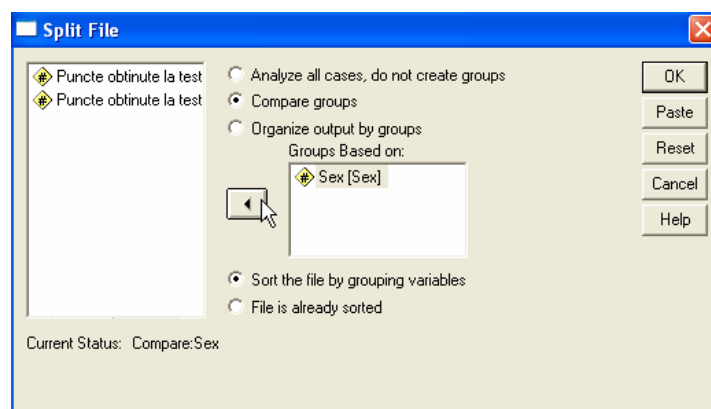 Split File
Puncte obtinute la test
Puncte obtinute la test
Analyze all cases, do not create groups
Compare groups
Organize output by groups
Groups Based on:
Sex [Sex]
Sort the file by grouping variables
File is already sorted
OK
Paste
Reset
Cancel
Help
Current Status: Compare:Sex